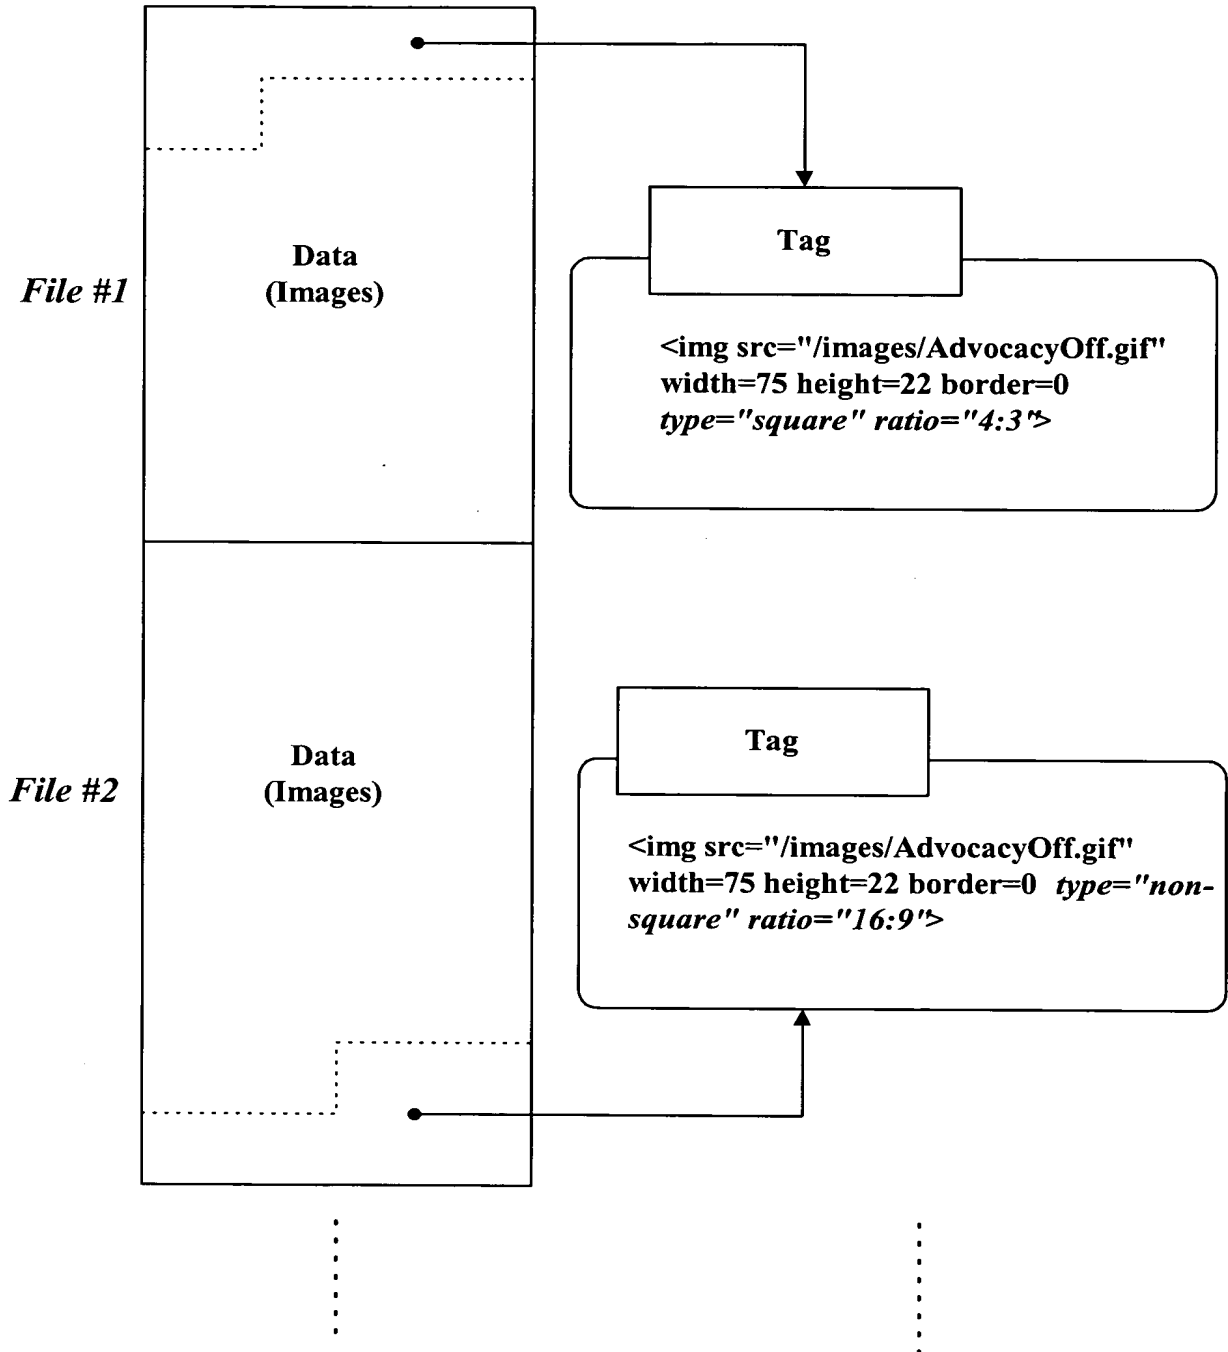 Tag
Data
(Images)
File #1
<img src="/images/AdvocacyOff.gif"
width=75 height=22 border=0
type="square" ratio="4:3">
Tag
Data
(Images)
File #2
<img src="/images/AdvocacyOff.gif"
width=75 height=22 border=0 type="non-
square" ratio="16:9">